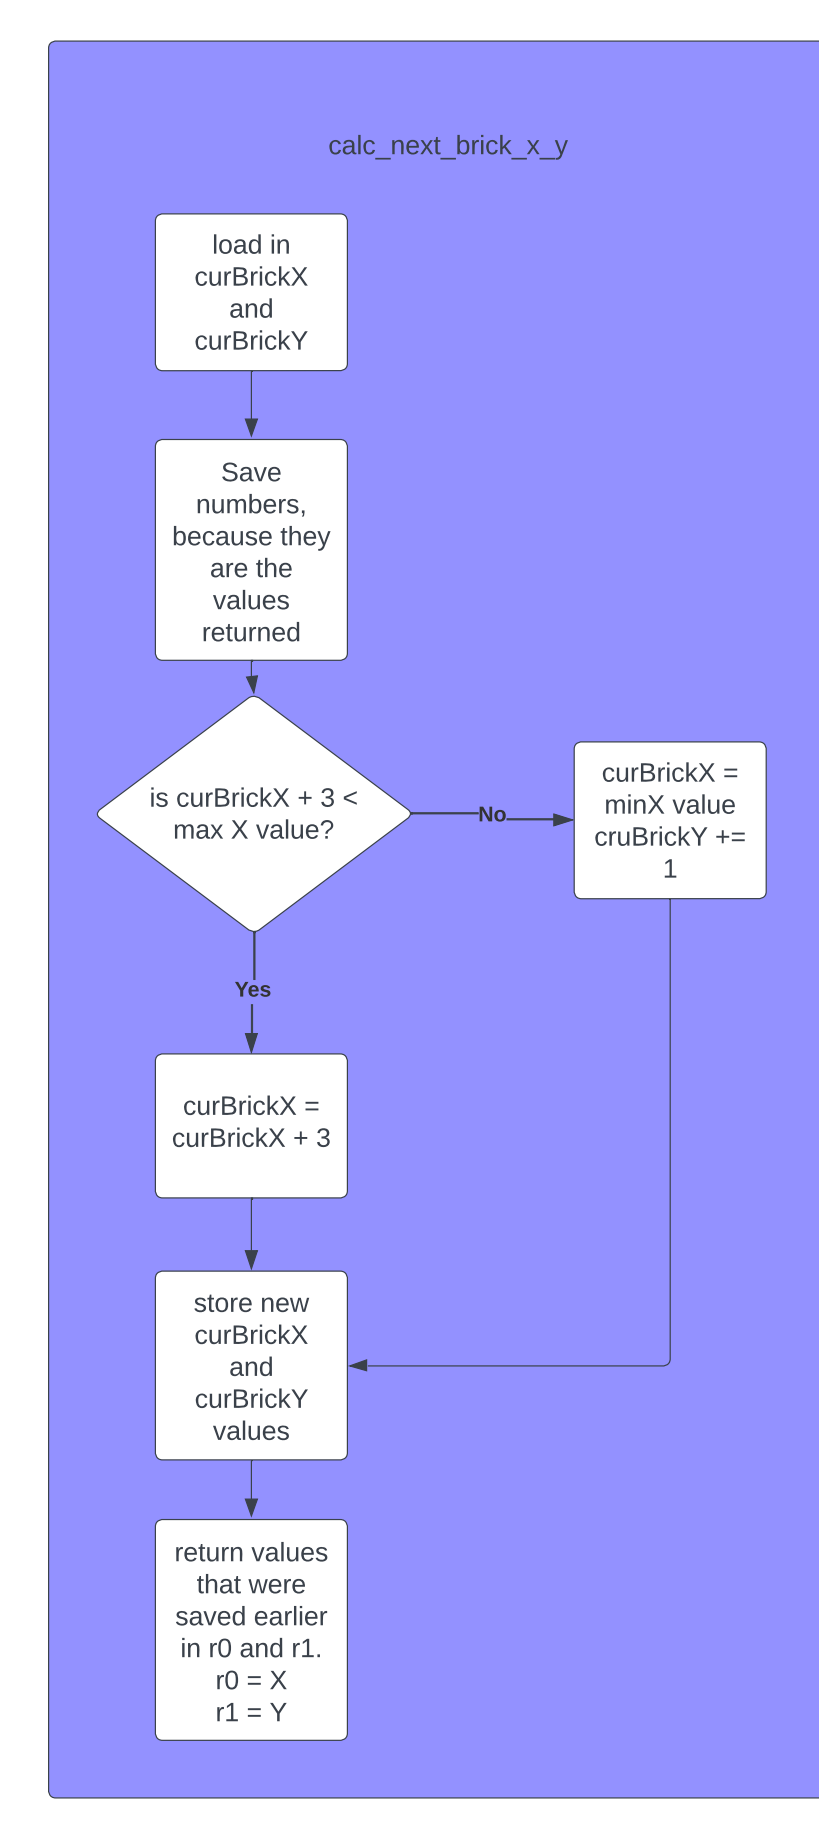 calc_next_brick_x_y
load in
curBrickX
and
curBrickY
Save
numbers,
because they
are the
values
returned
is curBrickX + 3 <
max X value?
No
curBrickX =
minX value
cruBrickY +=
1
Yes
curBrickX =
curBrickX + 3
store new
curBrickX
and
curBrickY
values
return values
that were
saved earlier
in r0 and r1.
r0 = X
r1 = Y